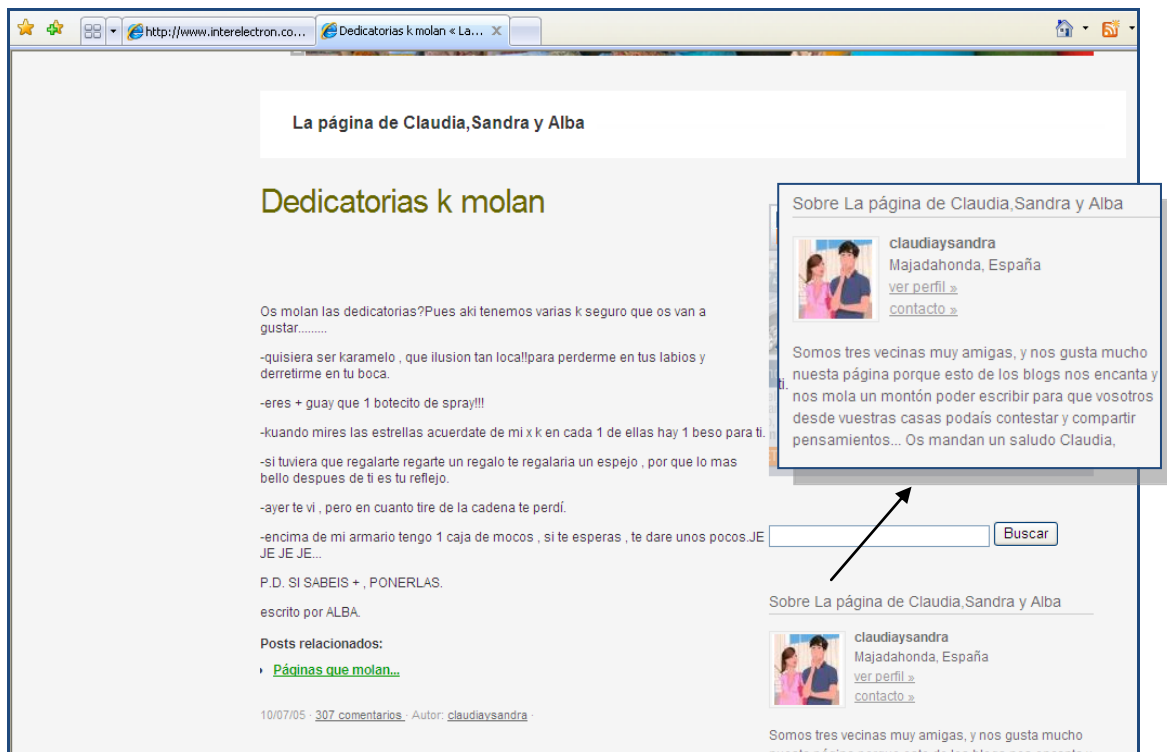 http://www.interelectron.co...
Dedicatorias k molan « La...
La página de Claudia,Sandra y Alba
Dedicatorias k molan
Os molan las dedicatorias?Pues aki tenemos varias k seguro que os van a
gustar.........
-quisiera ser karamelo , que ilusion tan loca!!para perderme en tus labios y
derretirme en tu boca.
-eres + guay que 1 botecito de spray!!!
-kuando mires las estrellas acuerdate de mi x k en cada 1 de ellas hay 1 beso para ti.
-si tuviera que regalarte regarte un regalo te regalaria un espejo , por que lo mas
bello despues de ti es tu reflejo.
-ayer te vi , pero en cuanto tire de la cadena te perdí.
-encima de mi armario tengo 1 caja de mocos , si te esperas , te dare unos pocos.JE
JE JE JE...
P.D. SI SABEIS + , PONERLAS.
escrito por ALBA.
Posts relacionados:
Páginas que molan...
10/07/05 · 307 comentarios · Autor: claudiaysandra ·
Sobre La página de Claudia,Sandra y Alba
claudiaysandra
Majadahonda, España
ver perfil »
contacto »
Somos tres vecinas muy amigas, y nos gusta mucho
nuesta página porque esto de los blogs nos encanta y
ti. nos mola un montón poder escribir para que vosotros
desde vuestras casas podaís contestar y compartir
pensamientos... Os mandan un saludo Claudia,
Buscar
Sobre La página de Claudia,Sandra y Alba
claudiaysandra
Majadahonda, España
ver perfil »
contacto »
Somos tres vecinas muy amigas, y nos gusta mucho
nuesta página porque esto de los blogs nos encanta y